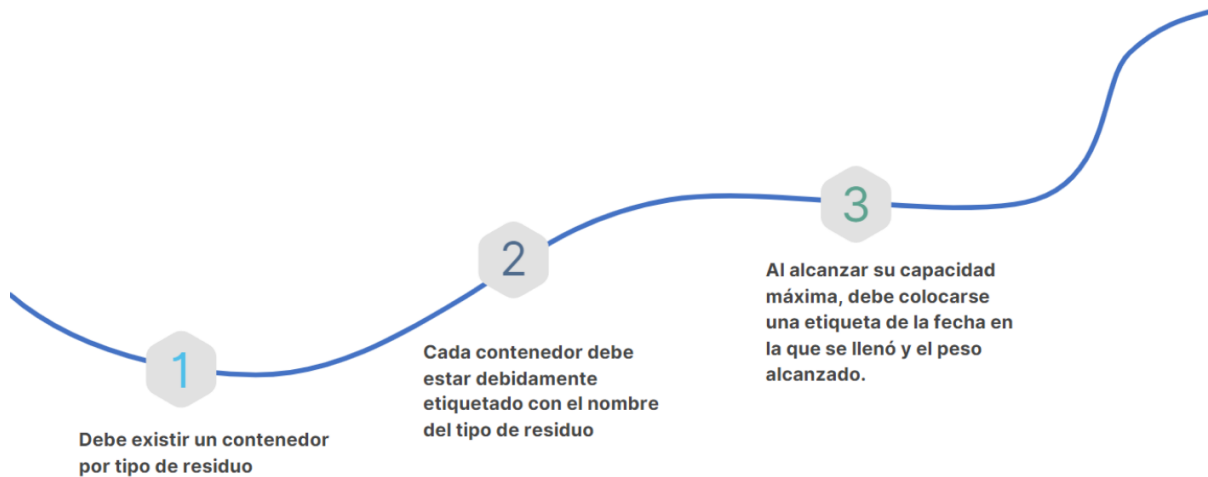 1
Debe existir un contenedor
por tipo de residuo
2
Cada contenedor debe
estar debidamente
etiquetado con el nombre
del tipo de residuo
3
Al alcanzar su capacidad
máxima, debe colocarse
una etiqueta de la fecha en
la que se llenó y el peso
alcanzado.